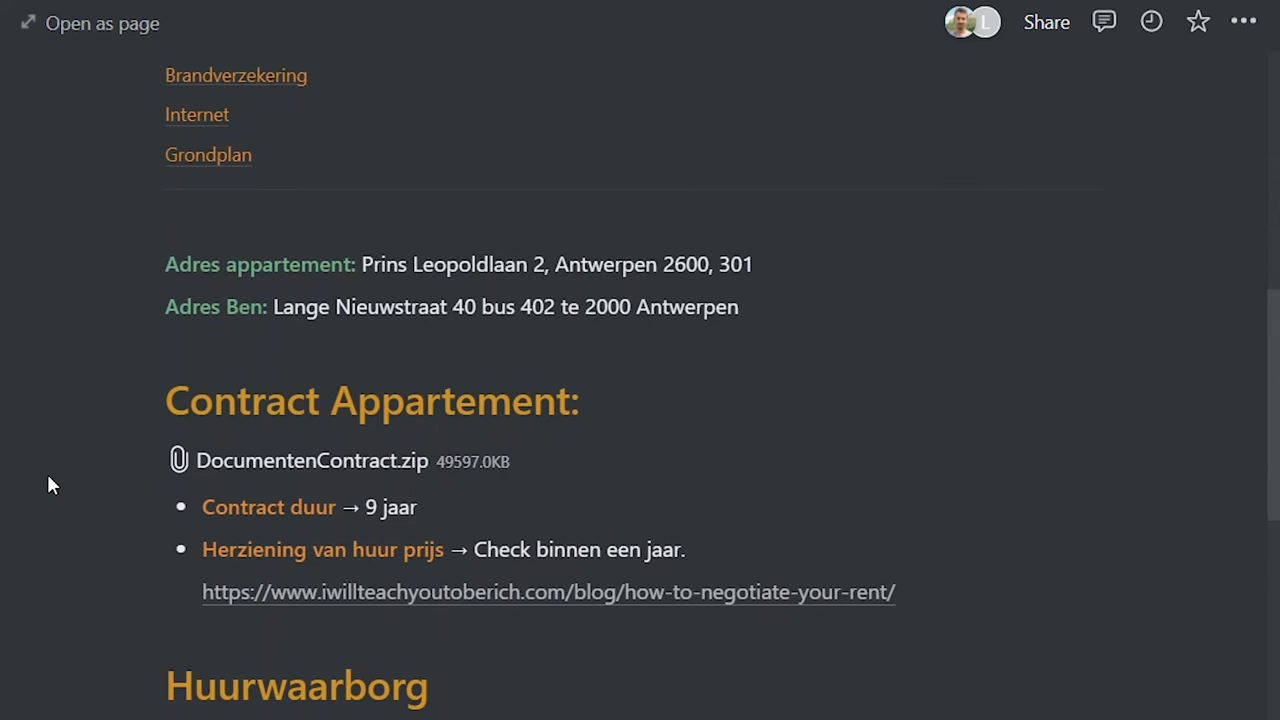 Open as page
L
Share
Brandverzekering
Internet
Grondplan
Adres appartement: Prins Leopoldlaan 2, Antwerpen 2600, 301
Adres Ben: Lange Nieuwstraat 40 bus 402 te 2000 Antwerpen
Contract Appartement:
DocumentenContract.zip 49597.0KB
• Contract duur → 9 jaar
• Herziening van huur prijs → Check binnen een jaar.
https://www.iwillteachyoutoberich.com/blog/how-to-negotiate-your-rent/
Huurwaarborg